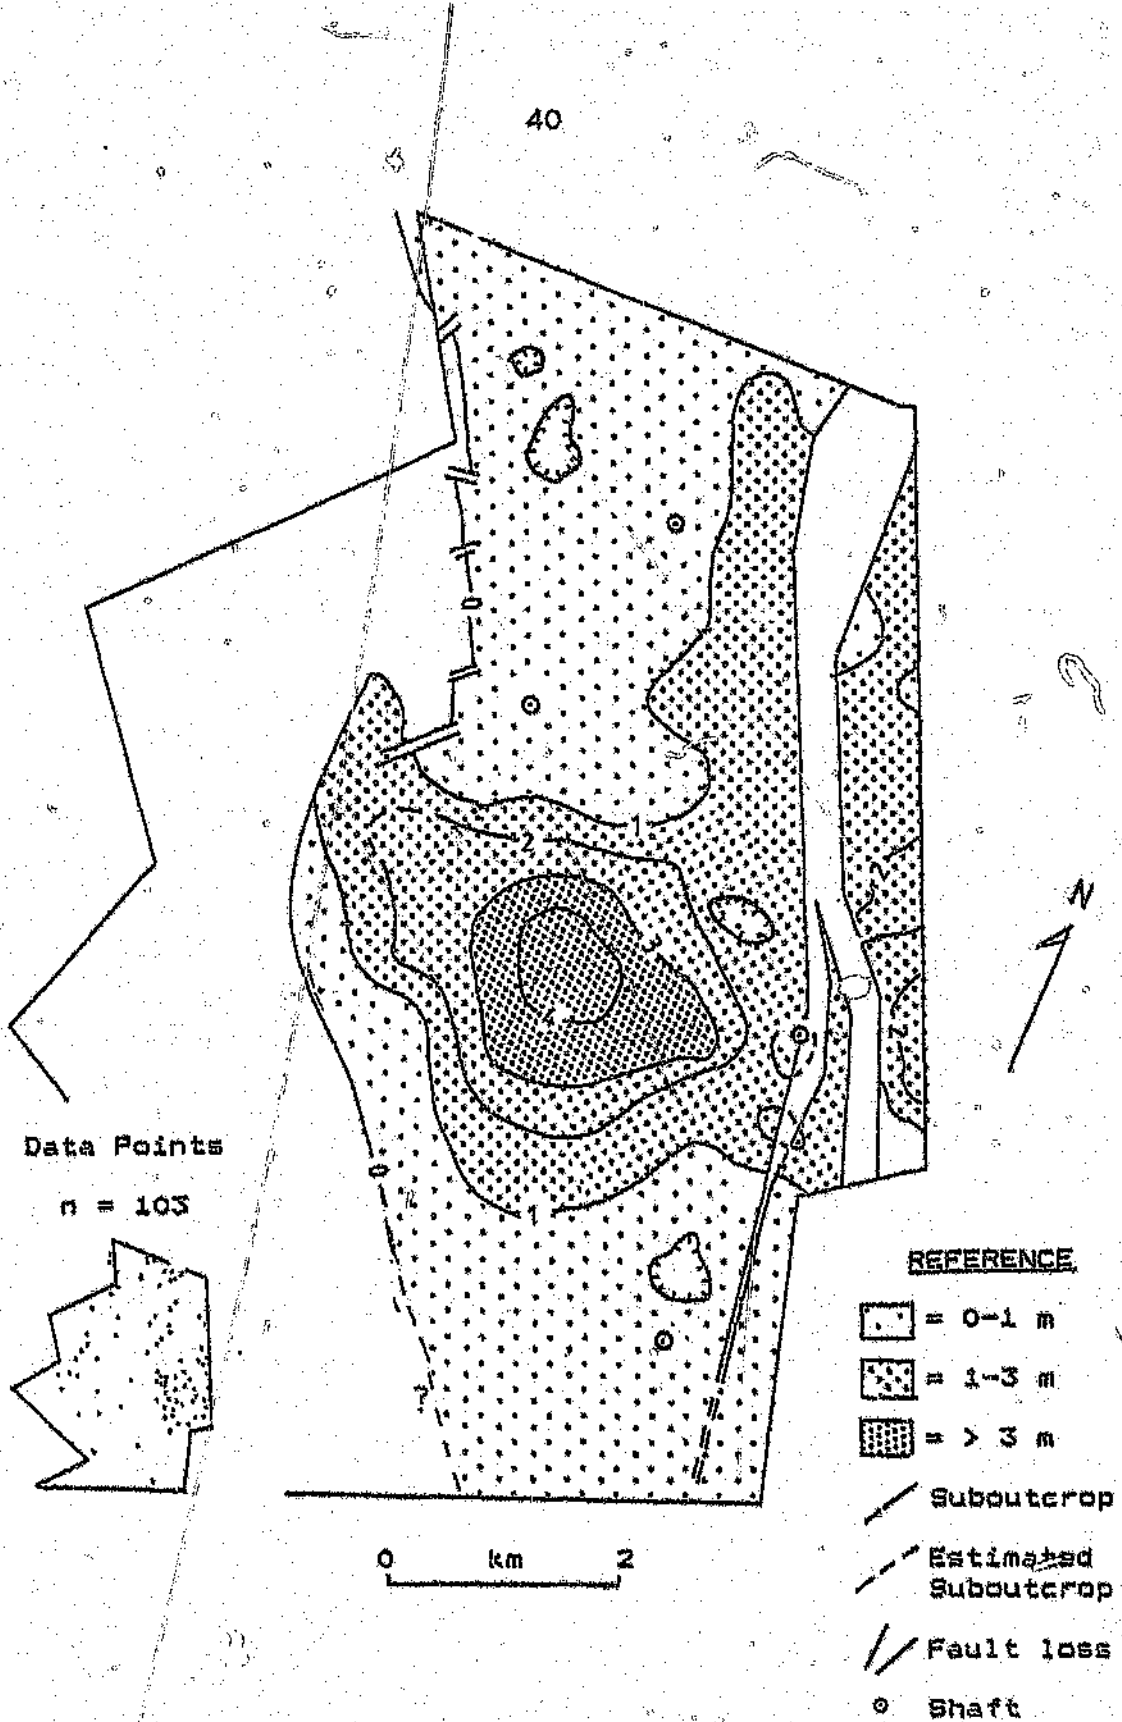 40
0
1
2
3
4
2
2
0
1
N
Data Points
n = 103
REFERENCE
= 0-1 m
= 1-3 m
= > 3 m
Suboutcrop
Estimated
Suboutcrop
Fault loss
Shaft
0 km 2
?